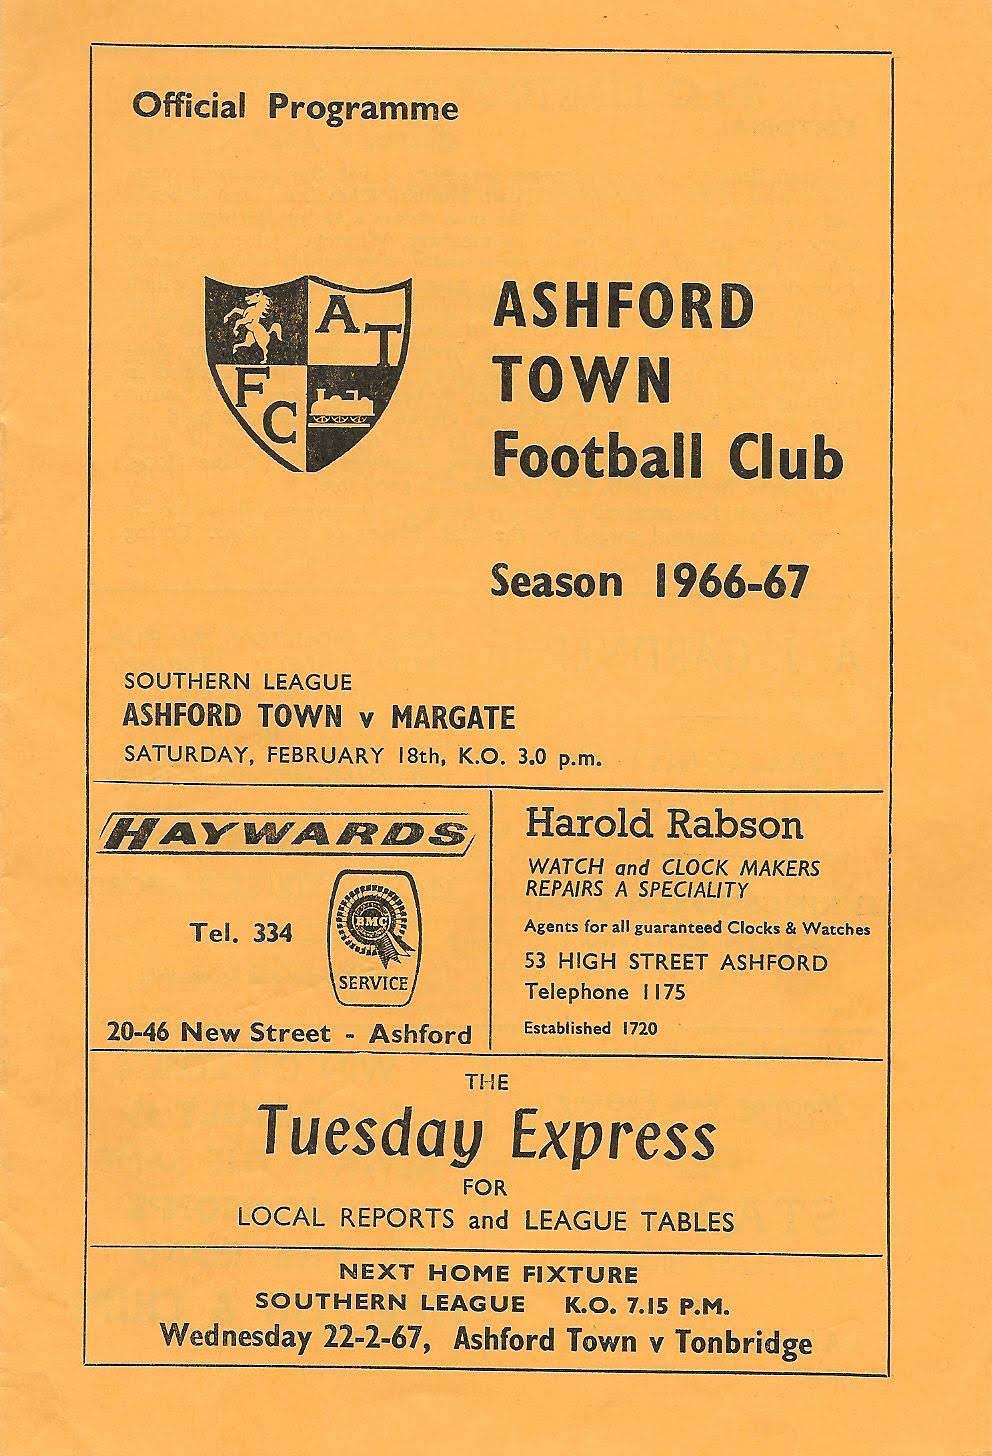 Official Programme
A T
F C
ASHFORD
TOWN
Football Club
Season 1966-67
SOUTHERN LEAGUE
ASHFORD TOWN v MARGATE
SATURDAY, FEBRUARY 18th, K.O. 3.0 p.m.
HAYWARDS
Tel. 334
BMC
SERVICE
20-46 New Street - Ashford
Harold Rabson
WATCH and CLOCK MAKERS
REPAIRS A SPECIALITY
Agents for all guaranteed Clocks & Watches
53 HIGH STREET ASHFORD
Telephone 1175
Established 1720
THE
Tuesday Express
FOR
LOCAL REPORTS and LEAGUE TABLES
NEXT HOME FIXTURE
SOUTHERN LEAGUE K.O. 7.15 P.M.
Wednesday 22-2-67, Ashford Town v Tonbridge